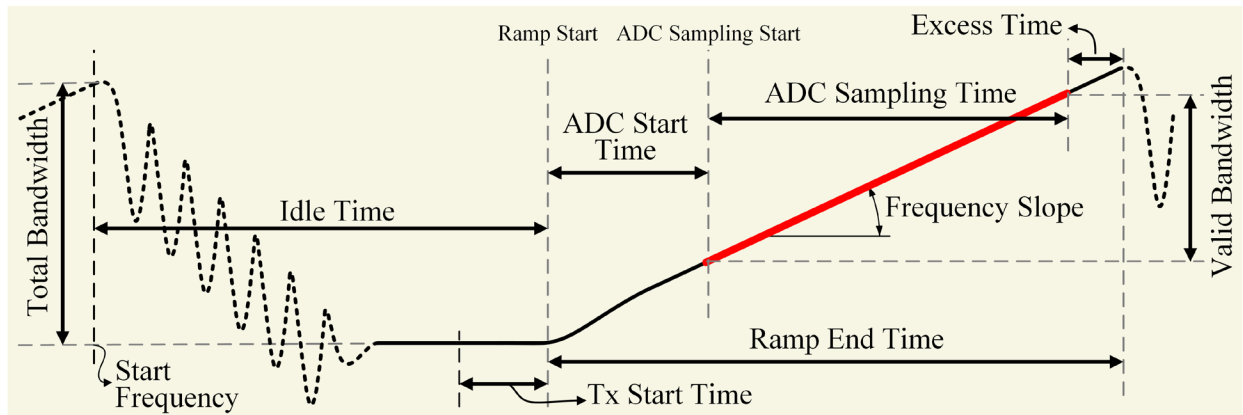 Excess Time
Ramp Start
ADC Sampling Start
ADC Sampling Time
ADC Start
Time
Total Bandwidth
Idle Time
Frequency Slope
Valid Bandwidth
Ramp End Time
Start
Frequency
Tx Start Time